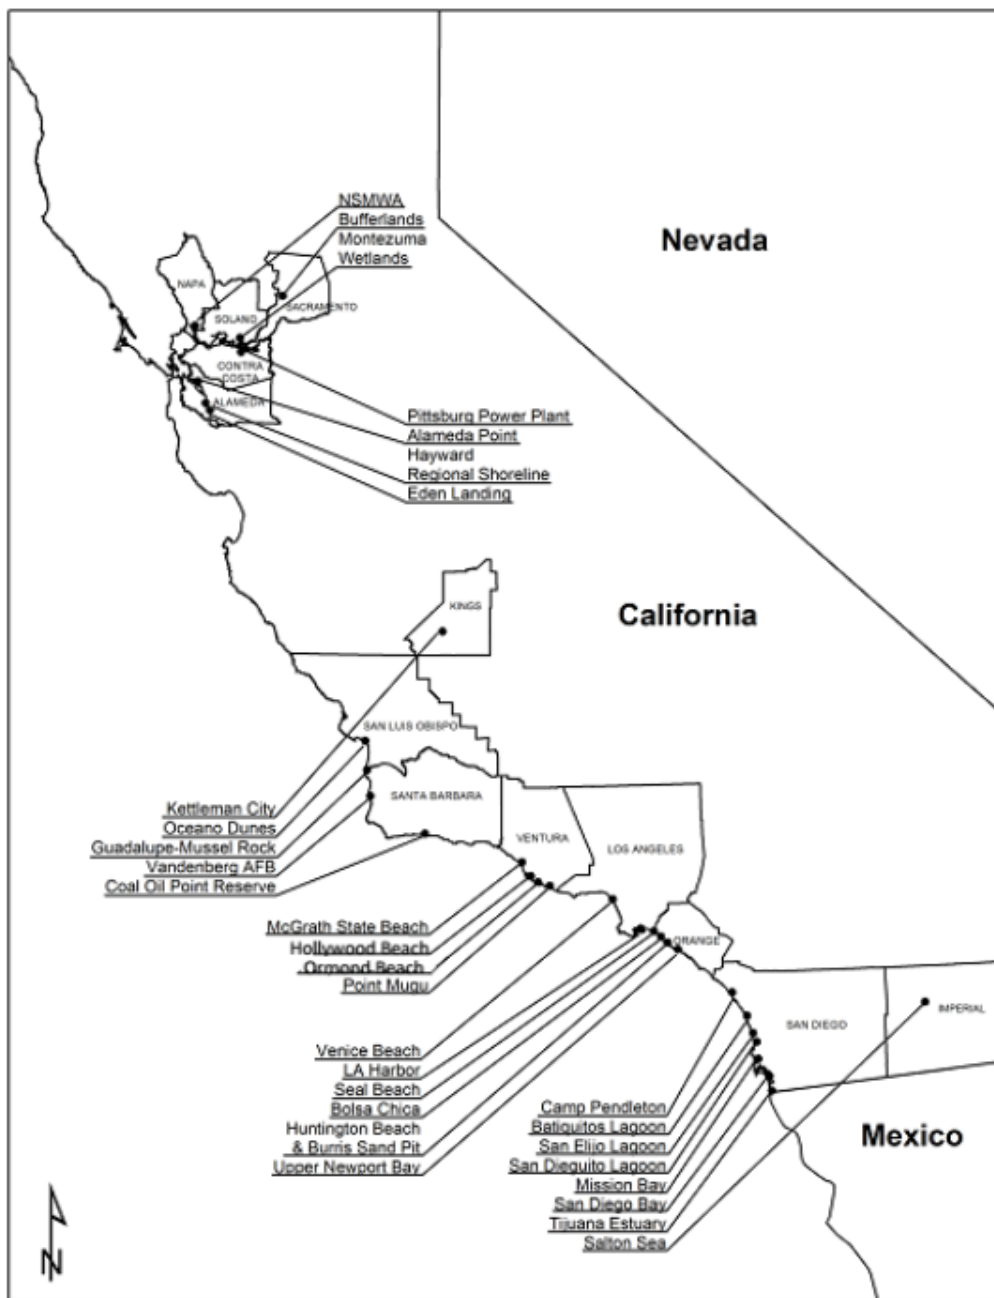 NSMWA
Bufferlands
Montezuma
Wetlands
Nevada
NAPA
SOLANO
SACRAMENTO
CONTRA
COSTA
ALAMEDA
Pittsburg Power Plant
Alameda Point
Hayward
Regional Shoreline
Eden Landing
KINGS
California
SAN LUIS OBISPO
SANTA BARBARA
VENTURA
LOS ANGELES
Kettleman City
Oceano Dunes
Guadalupe-Mussel Rock
Vandenberg AFB
Coal Oil Point Reserve
McGrath State Beach
Hollywood Beach
Ormond Beach
Point Mugu
ORANGE
SAN DIEGO
IMPERIAL
Venice Beach
LA Harbor
Seal Beach
Bolsa Chica
Huntington Beach
& Burris Sand Pit
Upper Newport Bay
Camp Pendleton
Batiquitos Lagoon
San Elijo Lagoon
San Dieguito Lagoon
Mission Bay
San Diego Bay
Tijuana Estuary
Salton Sea
Mexico
N